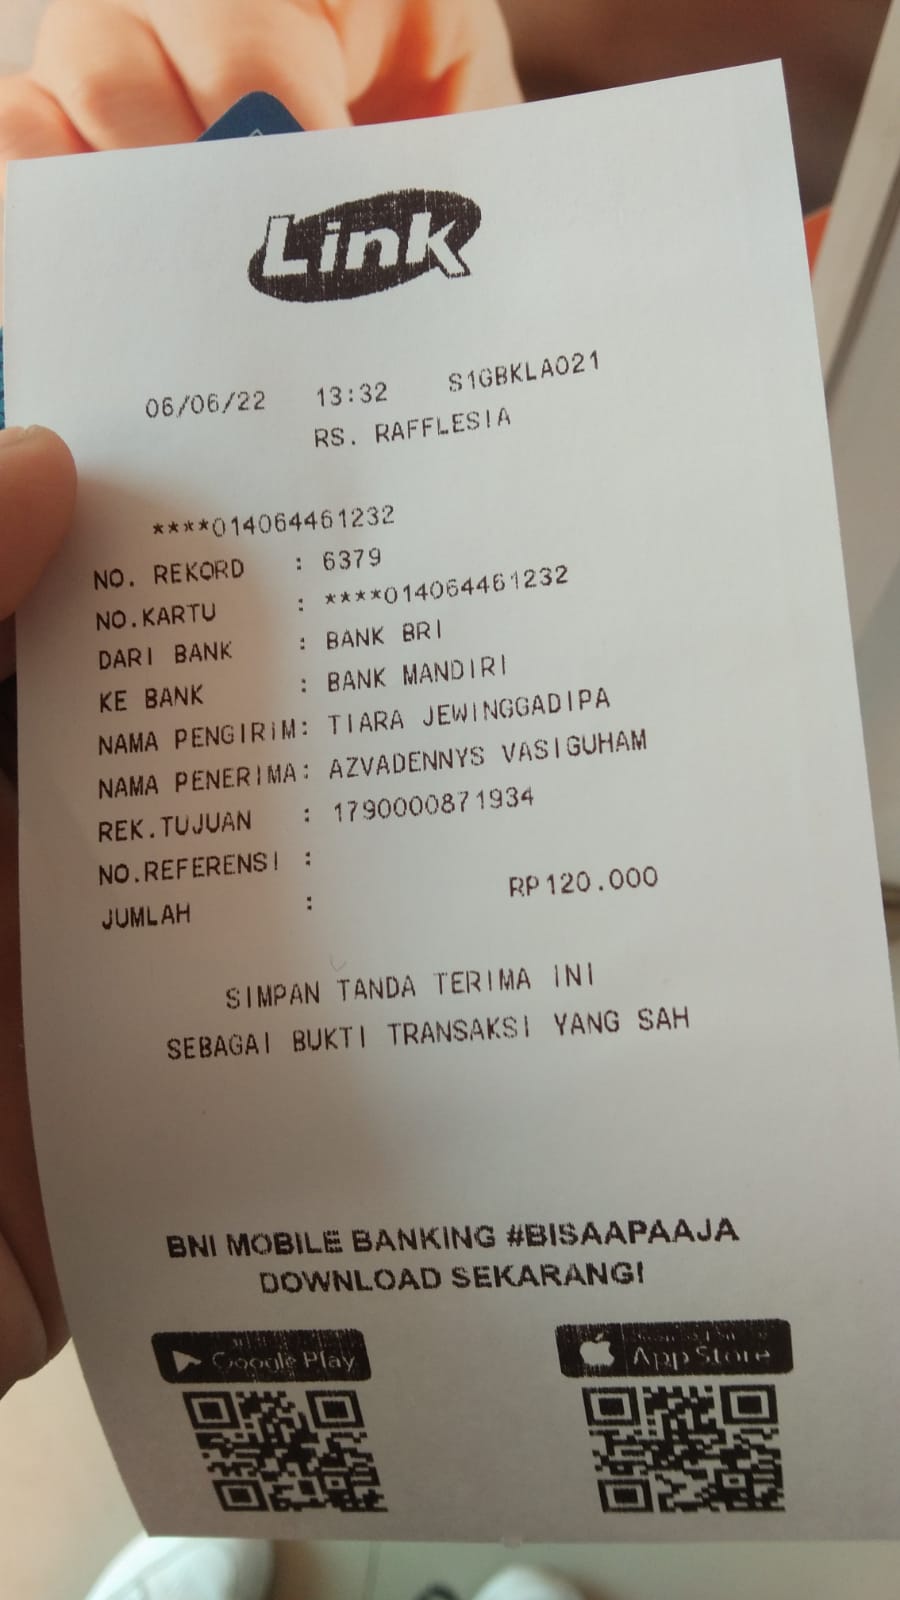 Link
06/06/22 13:32 S1GBKLA021
RS. RAFFLESIA
****014064461232
NO. REKORD : 6379
NO.KARTU : ****014064461232
DARI BANK : BANK BRI
KE BANK : BANK MANDIRI
NAMA PENGIRIM: TIARA JEWINGGADIPA
NAMA PENERIMA: AZVADENNYS VASIGUHAM
REK.TUJUAN : 1790000871934
NO.REFERENSI :
JUMLAH : RP120.000
SIMPAN TANDA TERIMA INI
SEBAGAI BUKTI TRANSAKSI YANG SAH
BNI MOBILE BANKING #BISAAPAAJA
DOWNLOAD SEKARANG!
Google Play App Store